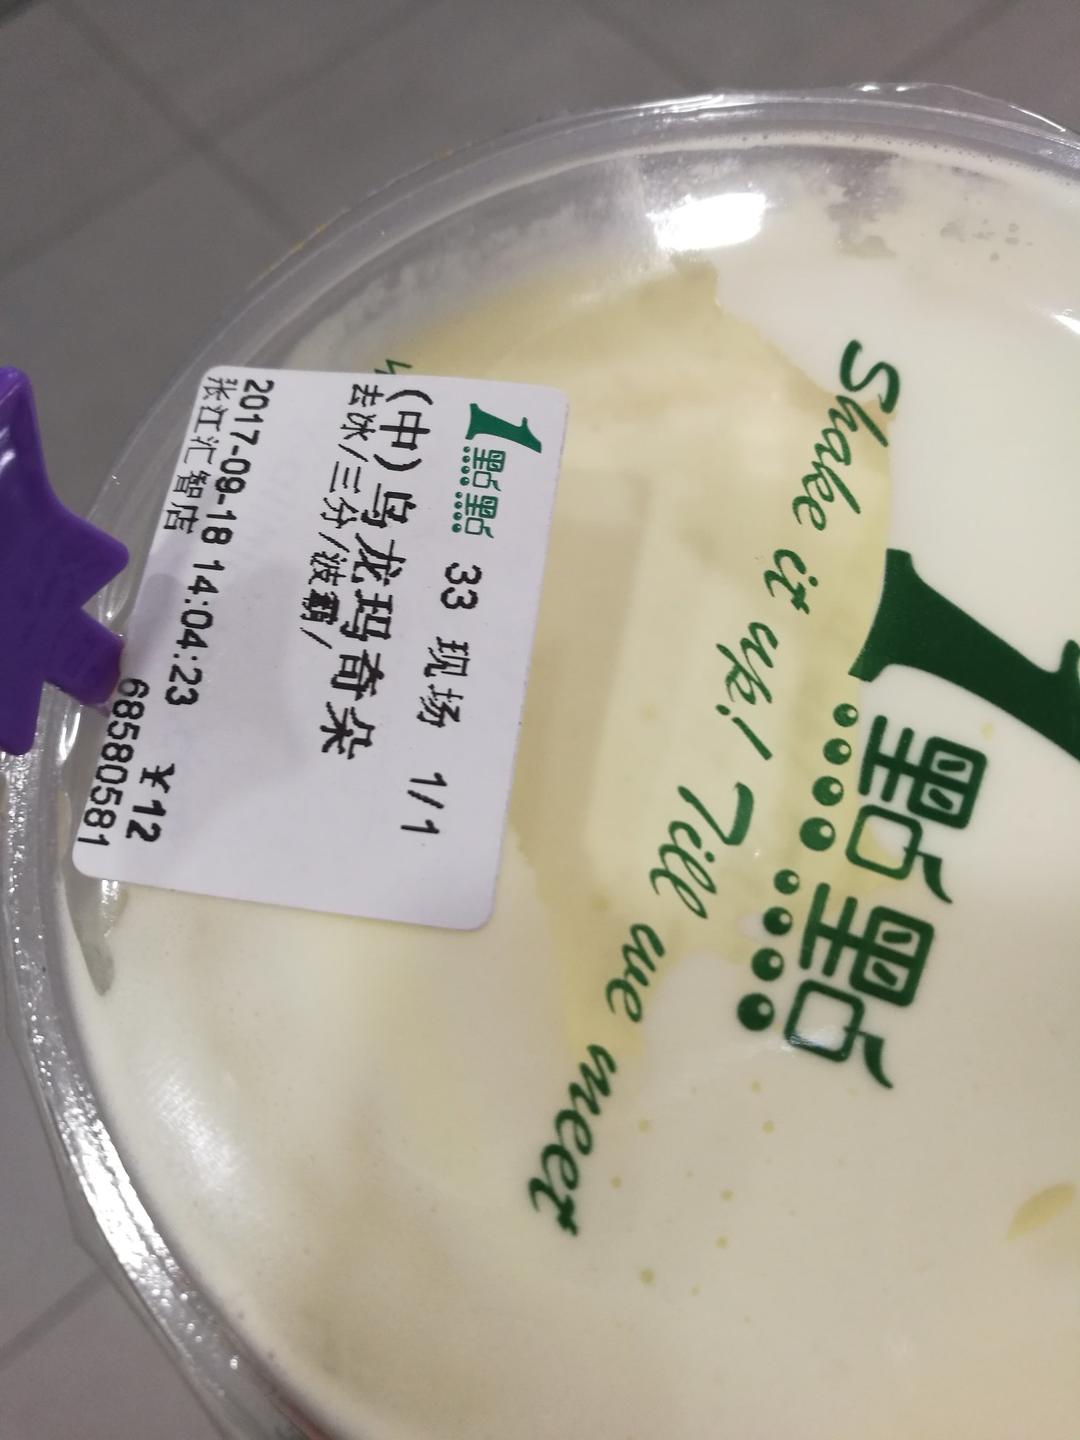 1點點 33 现场 1/1
(中)乌龙玛奇朵
去冰/三分/波霸/
2017-09-18 14:04:23
张江汇智店
¥12
68580581
1點點
Shake it up! Till we meet